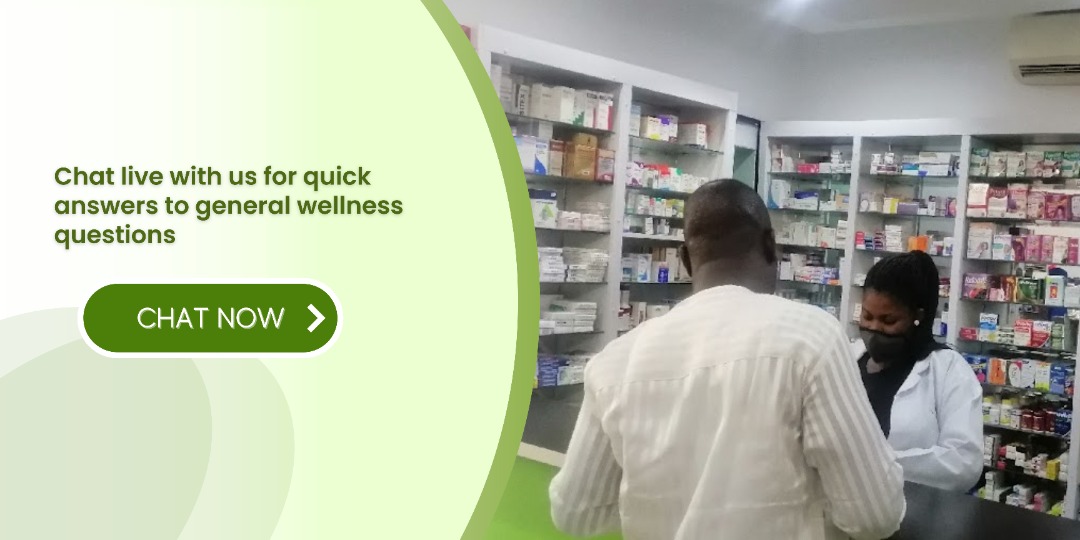 Chat live with us for quick
answers to general wellness
questions
CHAT NOW